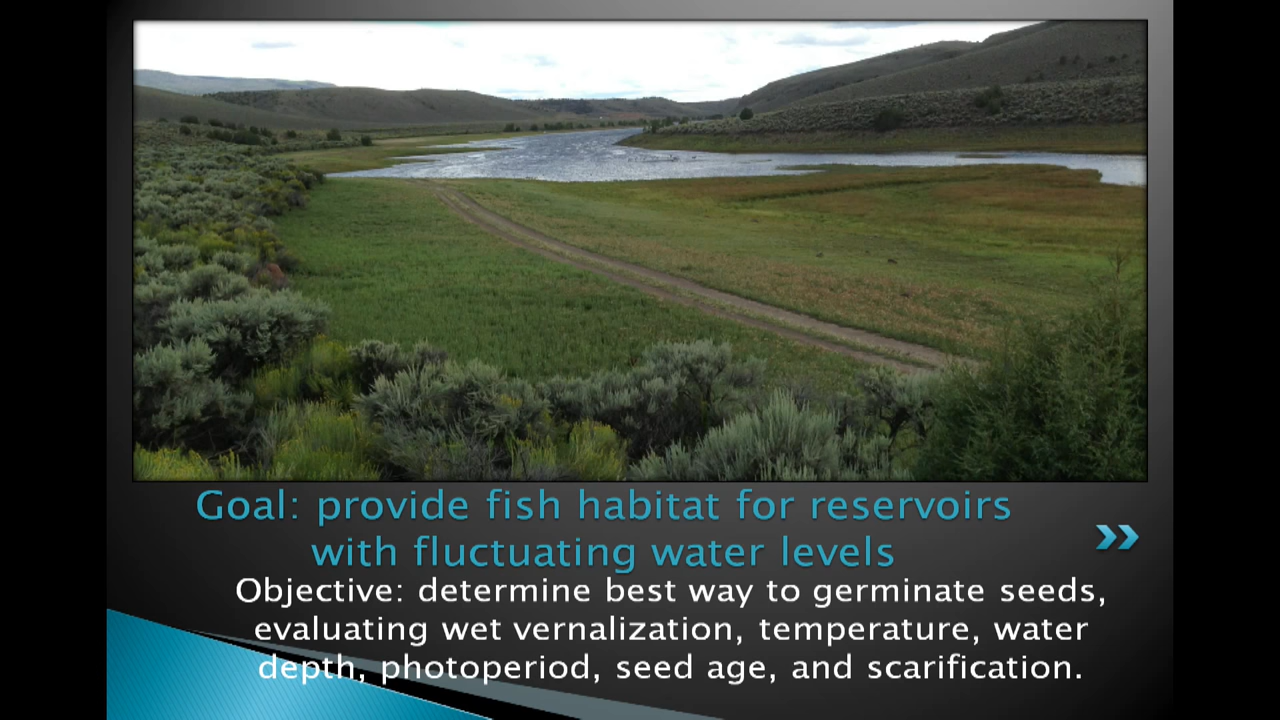 Goal: provide fish habitat for reservoirs
with fluctuating water levels
Objective: determine best way to germinate seeds,
evaluating wet vernalization, temperature, water
depth, photoperiod, seed age, and scarification.